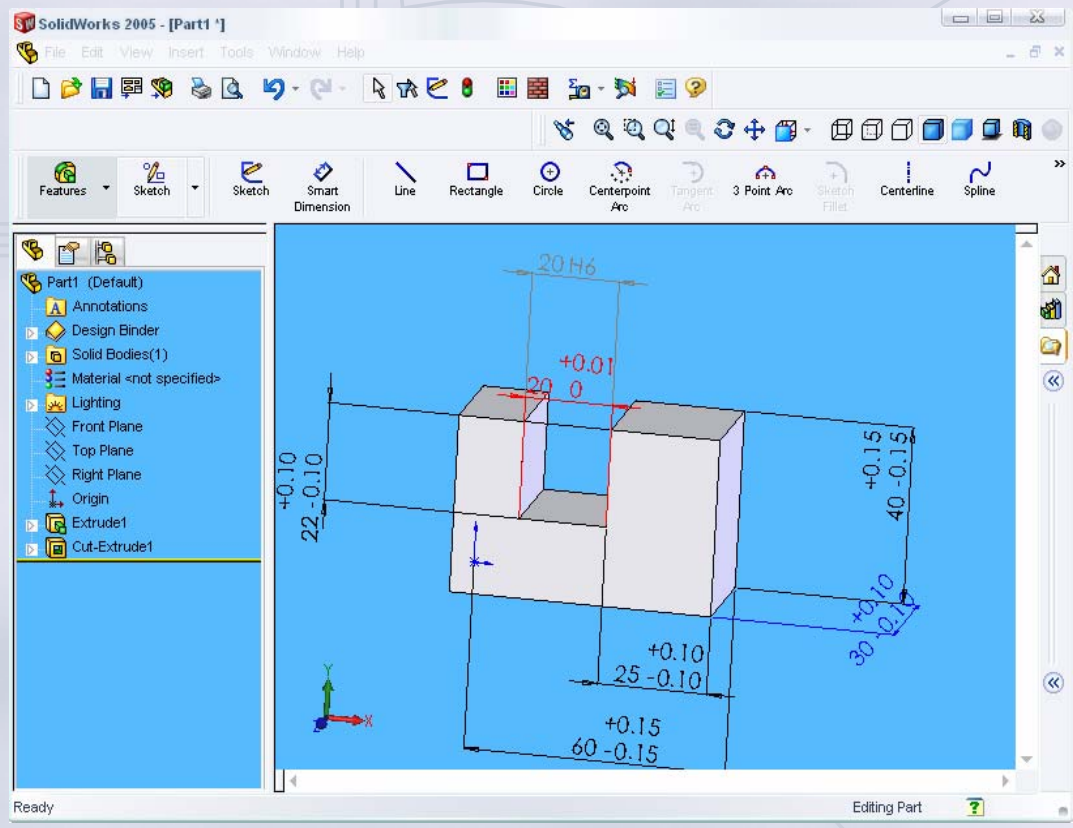 SolidWorks 2005 - [Part1 *]
File Edit View Insert Tools Window Help
Features Sketch Sketch Smart Dimension Line Rectangle Circle Centerpoint Arc Tangent Arc 3 Point Arc Sketch Fillet Centerline Spline
Part1 (Default)
Annotations
Design Binder
Solid Bodies(1)
Material <not specified>
Lighting
Front Plane
Top Plane
Right Plane
Origin
Extrude1
Cut-Extrude1
20 H6
+0.01
20 0
+0.10
22 -0.10
+0.15
40 -0.15
+0.10
30 -0.10
+0.10
25 -0.10
+0.15
60 -0.15
Y
X
Z
Ready
Editing Part